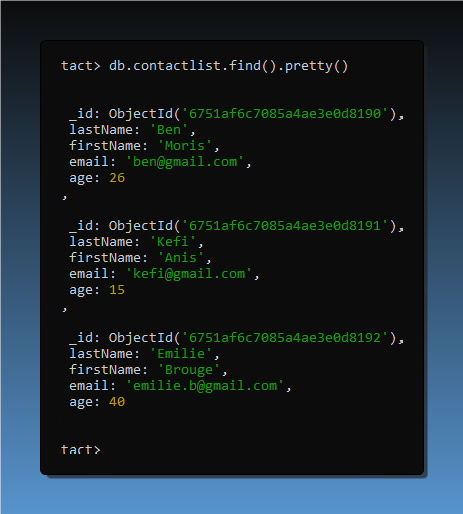 tact> db.contactlist.find().pretty()
_id: ObjectId('6751af6c7085a4ae3e0d8190'),
lastName: 'Ben',
firstName: 'Moris',
email: 'ben@gmail.com',
age: 26
,
_id: ObjectId('6751af6c7085a4ae3e0d8191'),
lastName: 'Kefi',
firstName: 'Anis',
email: 'kefi@gmail.com',
age: 15
,
_id: ObjectId('6751af6c7085a4ae3e0d8192'),
lastName: 'Emilie',
firstName: 'Brouge',
email: 'emilie.b@gmail.com',
age: 40
tact>